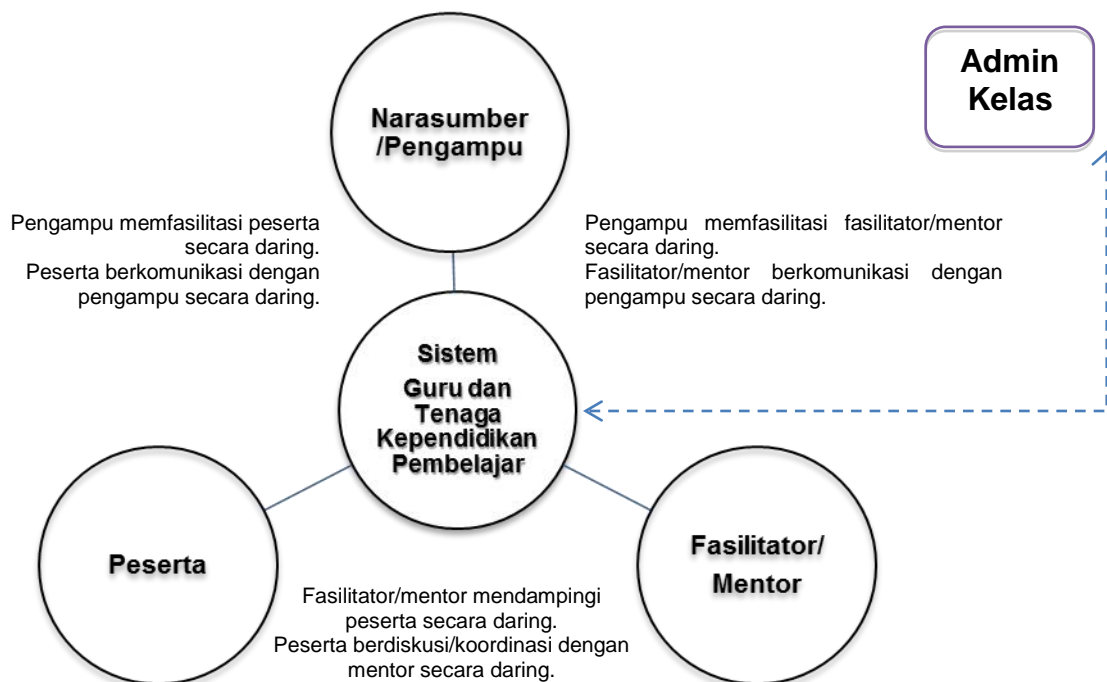 Narasumber
/Pengampu
Admin
Kelas
Pengampu memfasilitasi peserta
secara daring.
Peserta berkomunikasi dengan
pengampu secara daring.
Pengampu memfasilitasi fasilitator/mentor
secara daring.
Fasilitator/mentor berkomunikasi dengan
pengampu secara daring.
Sistem
Guru dan
Tenaga
Kependidikan
Pembelajar
Peserta
Fasilitator/
Mentor
Fasilitator/mentor mendampingi
peserta secara daring.
Peserta berdiskusi/koordinasi dengan
mentor secara daring.